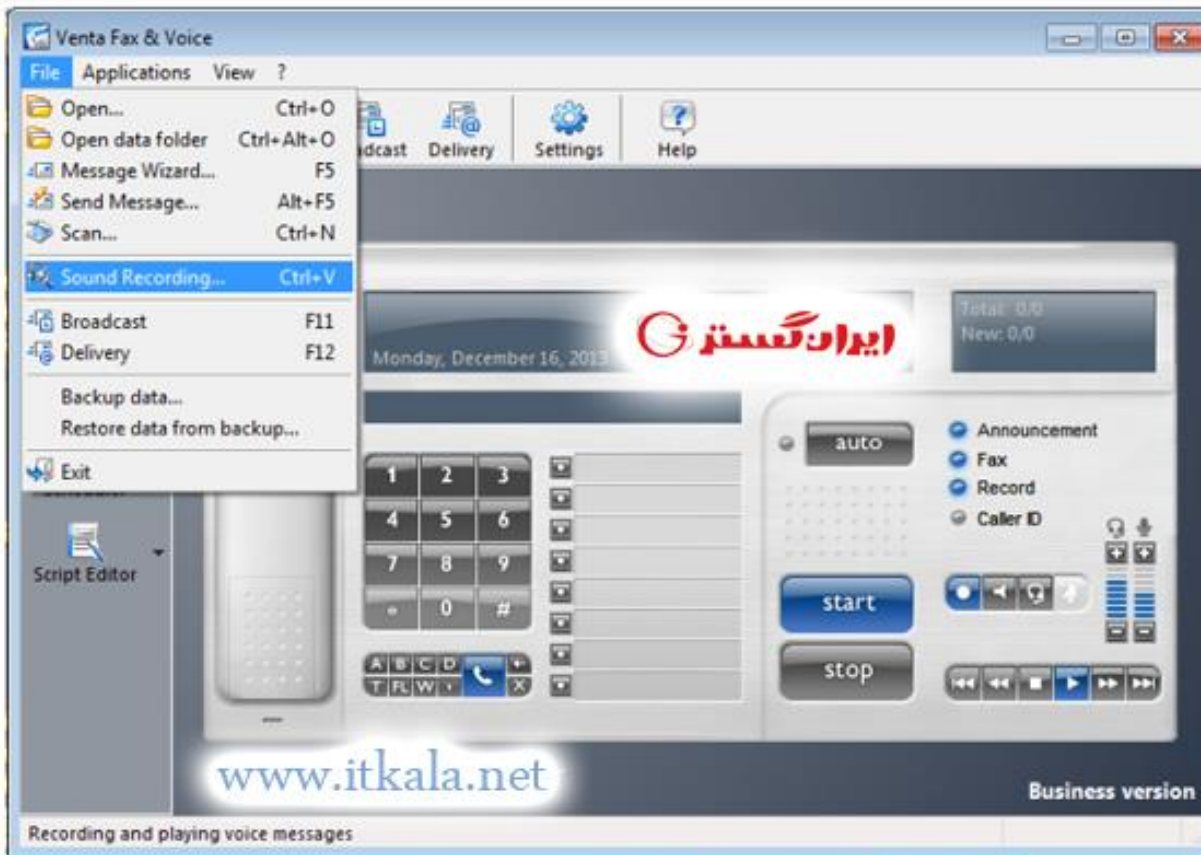 Venta Fax & Voice
File Applications View ?
Open... Ctrl+O
Open data folder Ctrl+Alt+O
Message Wizard... F5
Send Message... Alt+F5
Scan... Ctrl+N
Sound Recording... Ctrl+V
Broadcast F11
Delivery F12
Backup data...
Restore data from backup...
Exit
Delivery Settings Help
ایران گستر
Monday, December 16, 2013
Total: 0/0
New: 0/0
1 2 3
4 5 6
7 8 9
0 #
A B C D
T FL W , X
auto
Announcement
Fax
Record
Caller ID
start
stop
Script Editor
www.itkala.net
Business version
Recording and playing voice messages